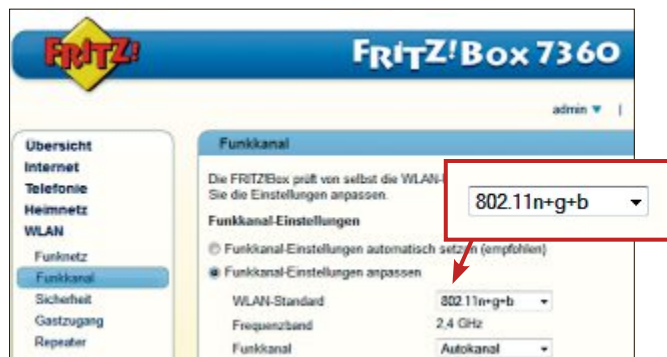 FRITZ!
FRITZ!Box 7360
admin
Übersicht
Internet
Telefonie
Heimnetz
WLAN
Funknetz
Funkkanal
Sicherheit
Gastzugang
Repeater
Funkkanal
Die FRITZ!Box prüft von selbst die WLAN-
Sie die Einstellungen anpassen.
Funkkanal-Einstellungen
Funkkanal-Einstellungen automatisch setzen (empfohlen)
Funkkanal-Einstellungen anpassen
WLAN-Standard 802.11n+g+b
Frequenzband 2,4 GHz
Funkkanal Autokanal
802.11n+g+b